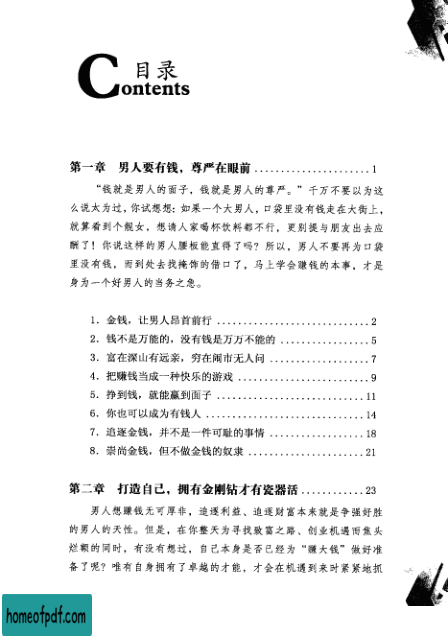 目录
Contents
第一章 男人要有钱，尊严在眼前 ...................... 1
“钱就是男人的面子，钱就是男人的尊严。”千万不要以为这
么说太为过，你试想想：如果一个大男人，口袋里没有钱走在大街上，
就算看到个靓女，想请人家喝杯饮料都不行，更别提与朋友出去应
酬了！你说这样的男人腰板能直得了吗？所以，男人不要再为口袋
里没有钱，而到处去找掩饰的借口了，马上学会赚钱的本事，才是
身为一个好男人的当务之急。
1．金钱，让男人昂首前行 ............................. 2
2．钱不是万能的，没有钱是万万不能的 ................. 5
3．富在深山有远亲，穷在闹市无人问 ................... 7
4．把赚钱当成一种快乐的游戏 ......................... 9
5．挣到钱，就能赢到面子 ............................ 11
6．你也可以成为有钱人 .............................. 14
7．追逐金钱，并不是一件可耻的事情 .................. 18
8．崇尚金钱，但不做金钱的奴隶 ...................... 21
第二章 打造自己，拥有金刚钻才有瓷器活 ............ 23
男人想赚钱无可厚非，追逐利益、追逐财富本来就是争强好胜
的男人的天性。但是，在你整天为寻找致富之路、创业机遇而焦头
烂额的同时，有没有想过，自己本身是否已经为“赚大钱”做好准
备了呢？唯有自身拥有了卓越的才能，才会在机遇到来时紧紧地抓
homeofpdf.com